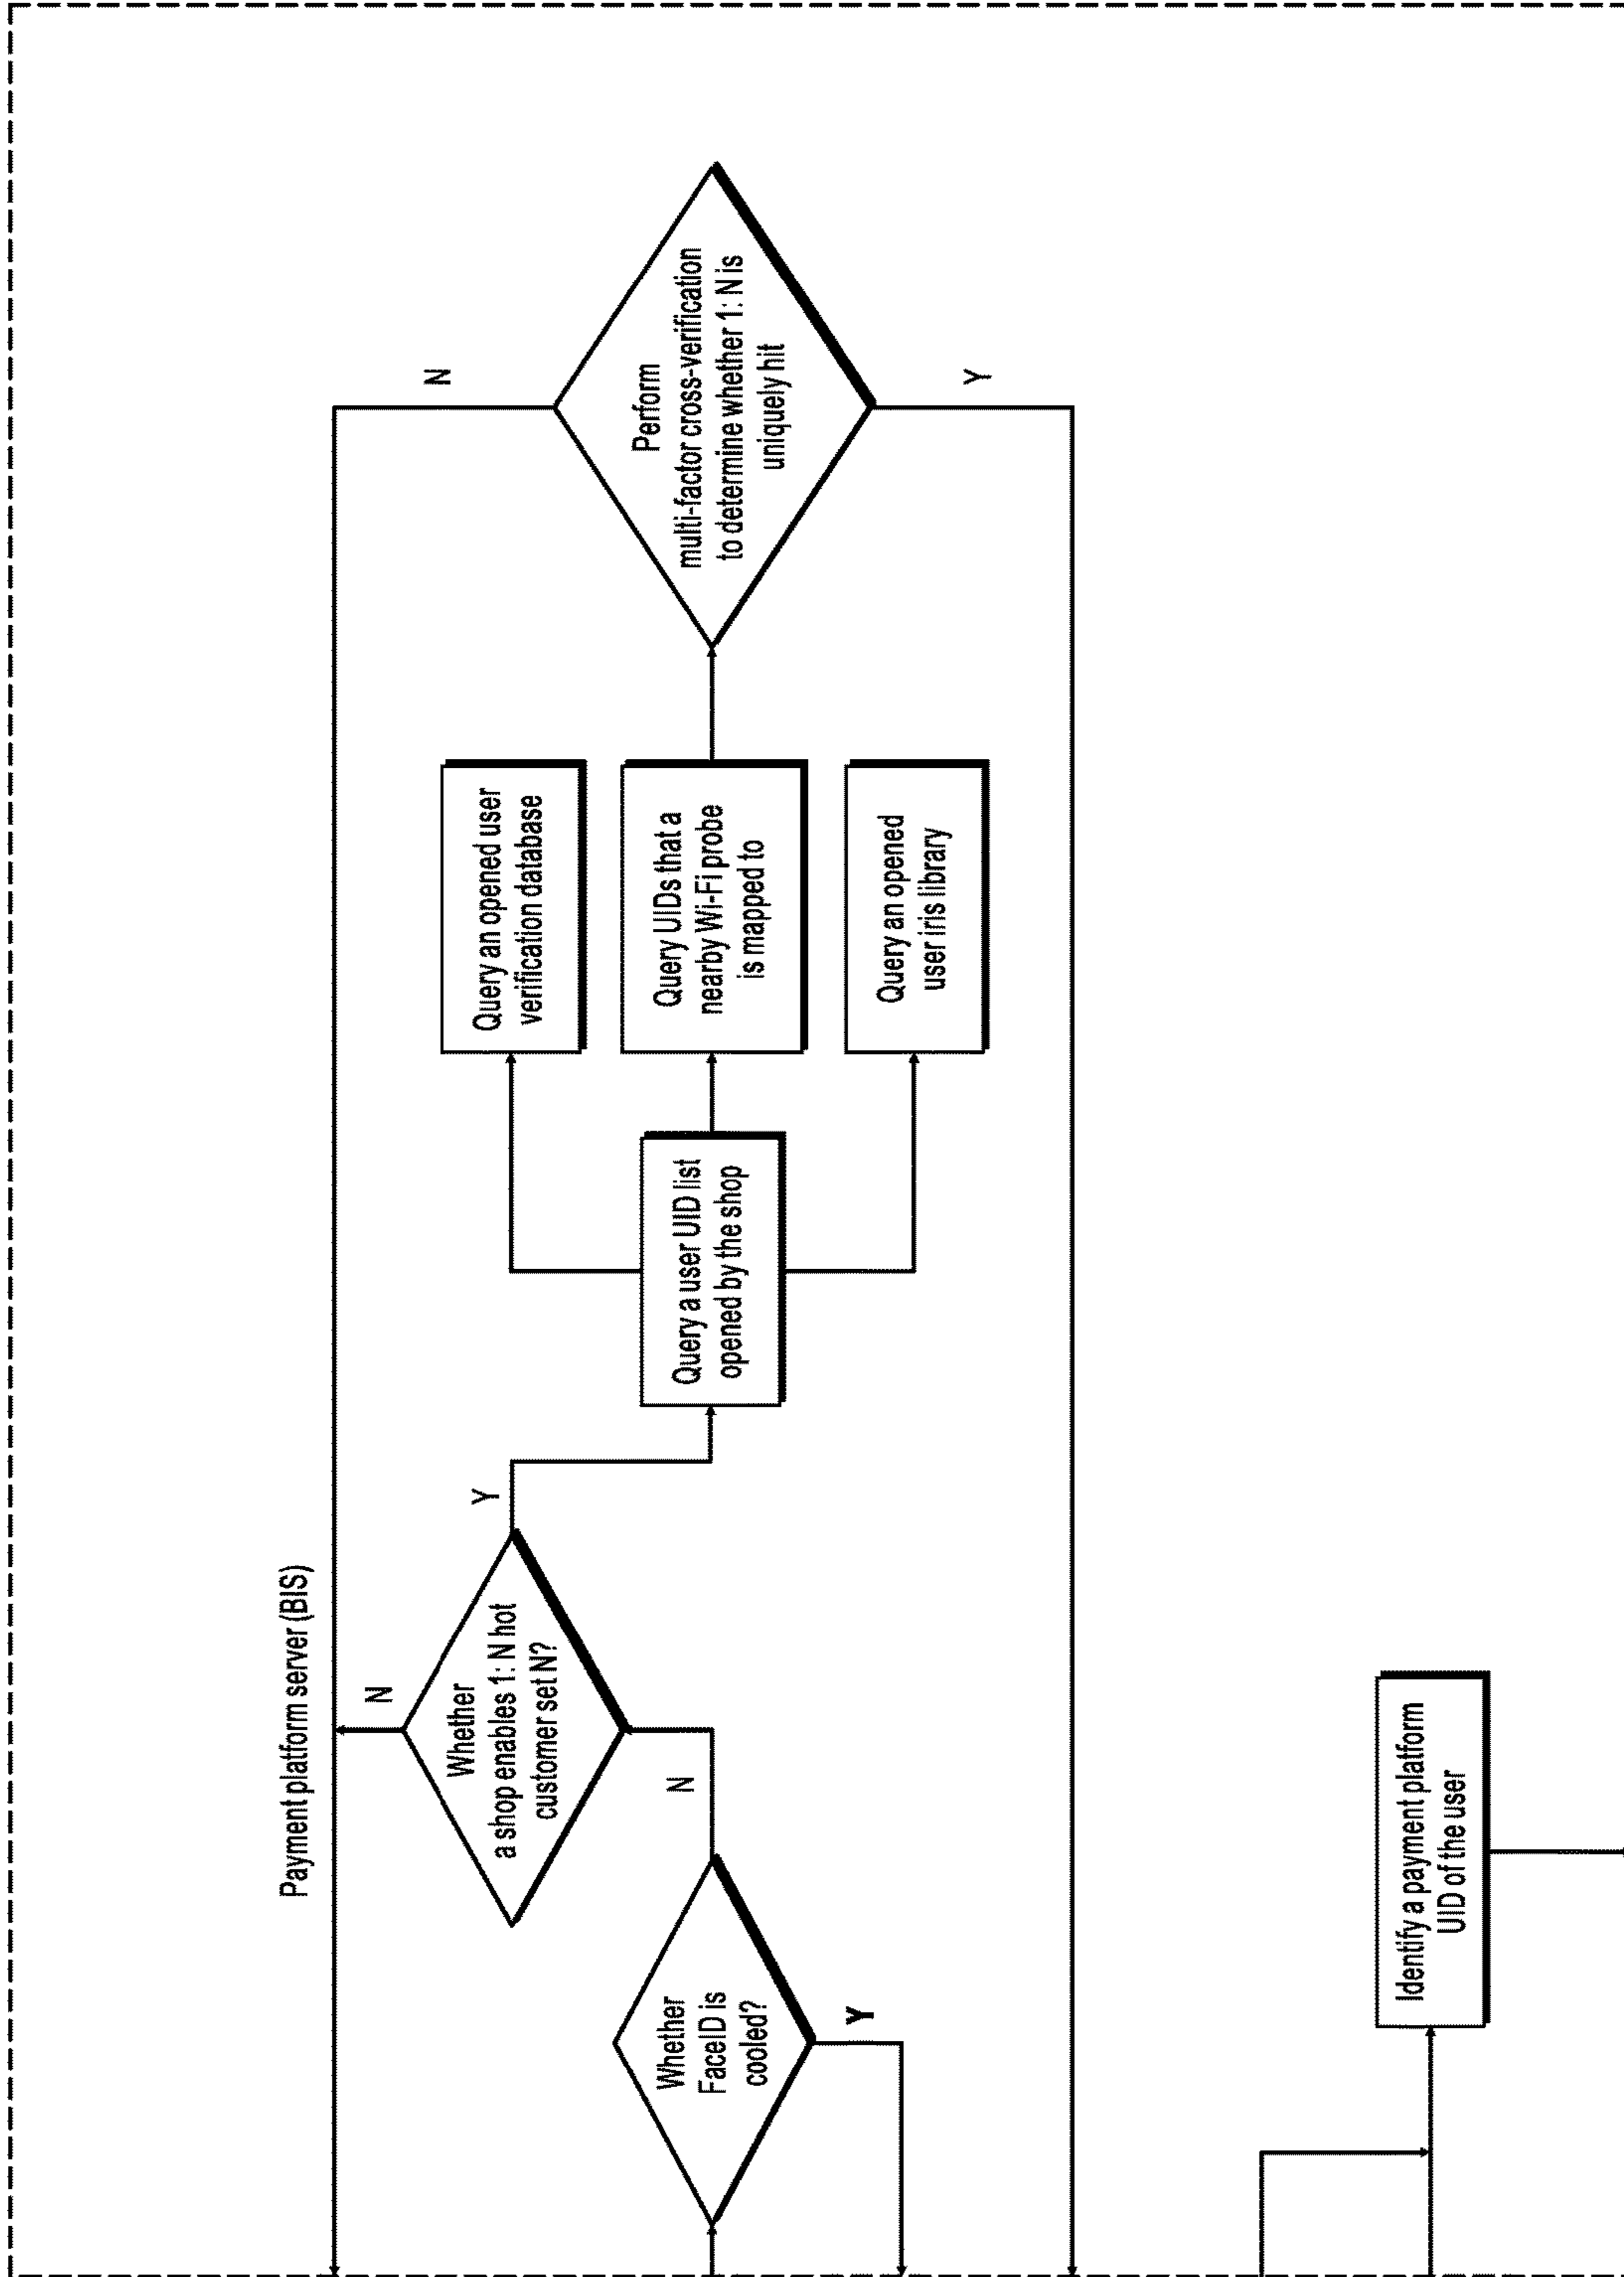 Payment platform server (BIS)
Whether
FaceID is
cooled?
Y
N
Whether
a shop enables 1: N hot
customer set N?
N
Y
Query a user UID list
opened by the shop
Query an opened user
verification database
Query UIDs that a
nearby Wi-Fi probe
is mapped to
Query an opened
user iris library
Perform
multi-factor cross-verification
to determine whether 1: N is
uniquely hit
N
Y
Identify a payment platform
UID of the user